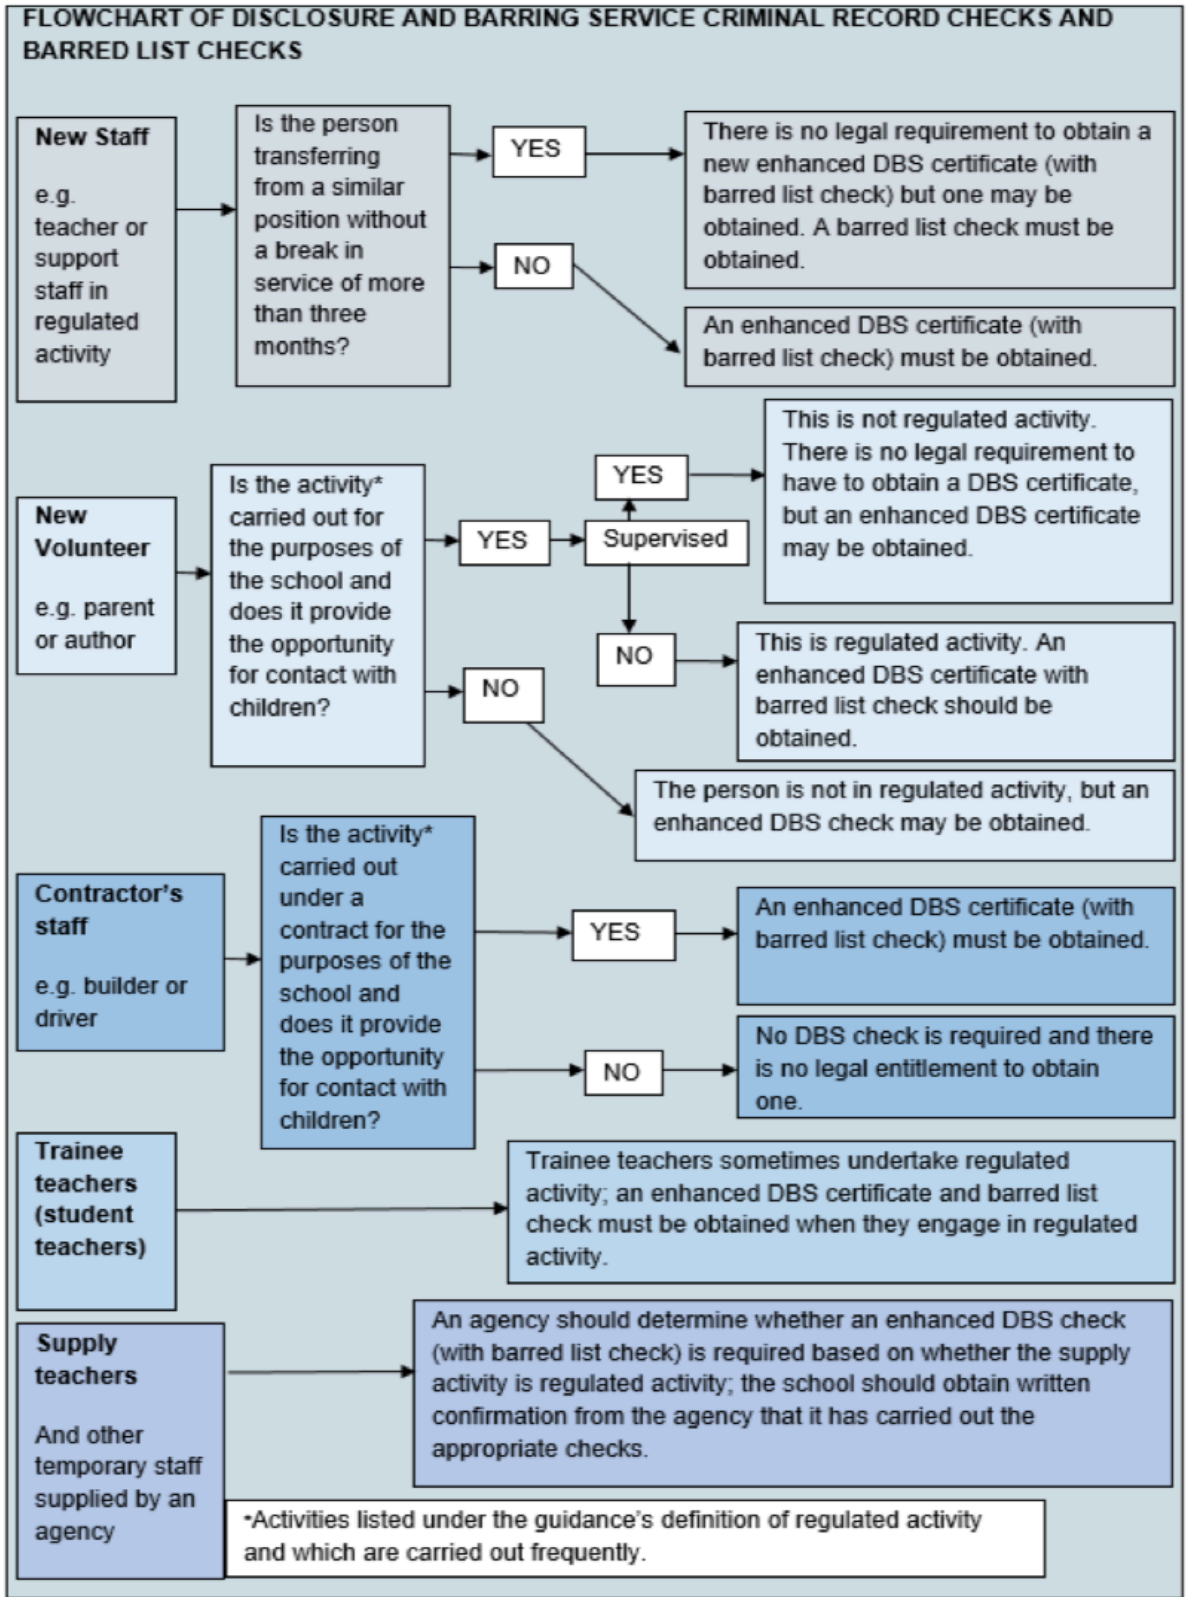 FLOWCHART OF DISCLOSURE AND BARRING SERVICE CRIMINAL RECORD CHECKS AND
BARRED LIST CHECKS
New Staff
e.g.
teacher or
support
staff in
regulated
activity
Is the person
transferring
from a similar
position without
a break in
service of more
than three
months?
YES
There is no legal requirement to obtain a
new enhanced DBS certificate (with
barred list check) but one may be
obtained. A barred list check must be
obtained.
NO
An enhanced DBS certificate (with
barred list check) must be obtained.
New
Volunteer
e.g. parent
or author
Is the activity*
carried out for
the purposes of
the school and
does it provide
the opportunity
for contact with
children?
YES
Supervised
YES
This is not regulated activity.
There is no legal requirement to
have to obtain a DBS certificate,
but an enhanced DBS certificate
may be obtained.
NO
This is regulated activity. An
enhanced DBS certificate with
barred list check should be
obtained.
NO
The person is not in regulated activity, but an
enhanced DBS check may be obtained.
Contractor's
staff
e.g. builder or
driver
Is the activity*
carried out
under a
contract for the
purposes of the
school and
does it provide
the opportunity
for contact with
children?
YES
An enhanced DBS certificate (with
barred list check) must be obtained.
NO
No DBS check is required and there
is no legal entitlement to obtain
one.
Trainee
teachers
(student
teachers)
Trainee teachers sometimes undertake regulated
activity; an enhanced DBS certificate and barred list
check must be obtained when they engage in regulated
activity.
Supply
teachers
And other
temporary staff
supplied by an
agency
An agency should determine whether an enhanced DBS check
(with barred list check) is required based on whether the supply
activity is regulated activity; the school should obtain written
confirmation from the agency that it has carried out the
appropriate checks.
*Activities listed under the guidance's definition of regulated activity
and which are carried out frequently.